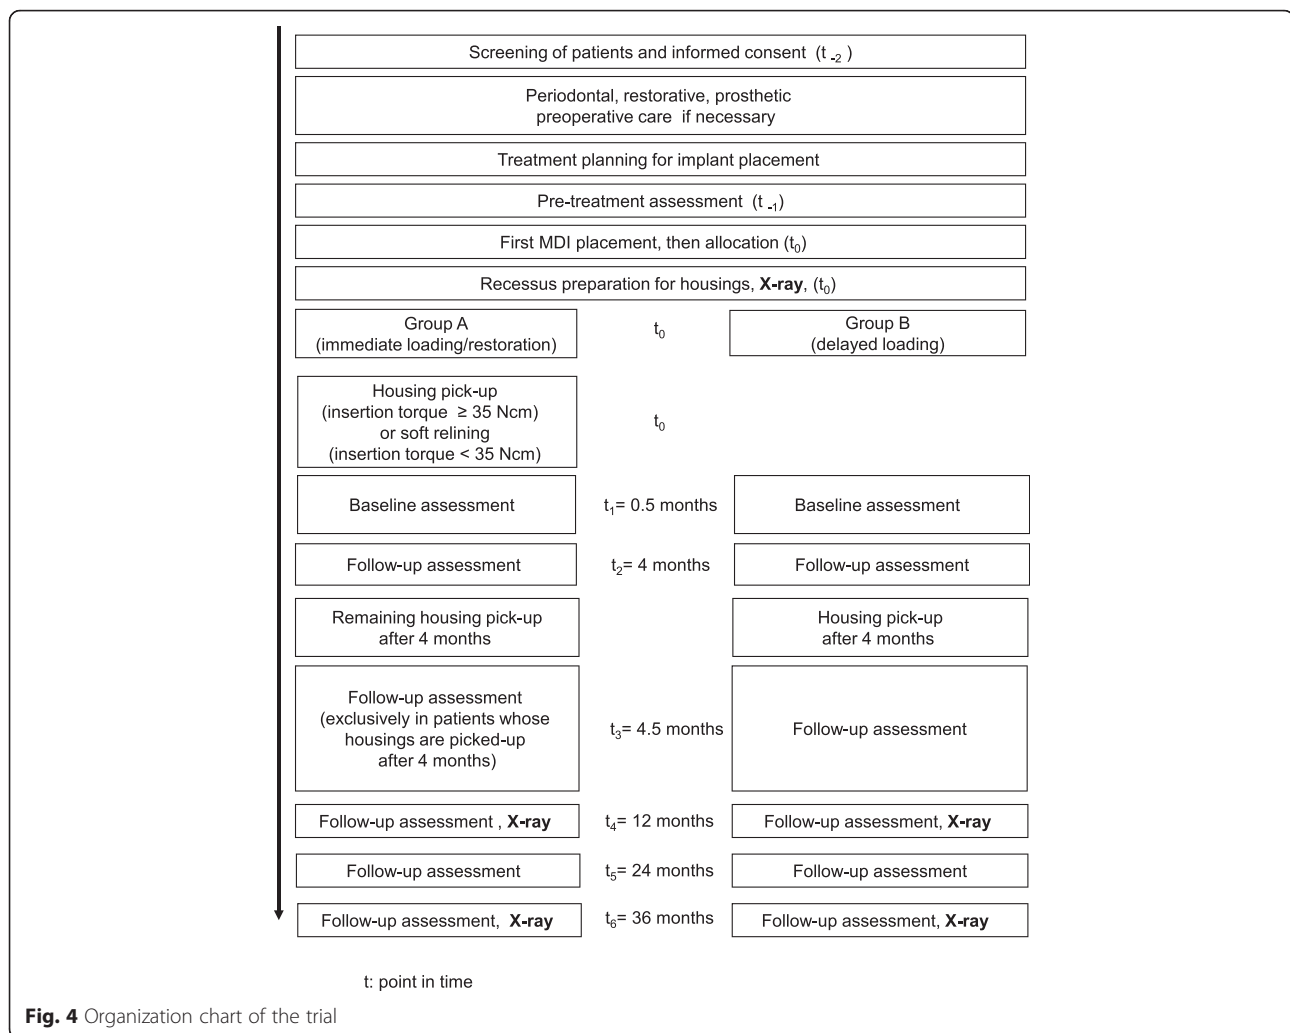 Screening of patients and informed consent (t -2 )
Periodontal, restorative, prosthetic
preoperative care if necessary
Treatment planning for implant placement
Pre-treatment assessment (t -1)
First MDI placement, then allocation (t0)
Recessus preparation for housings, X-ray, (t0)
Group A
(immediate loading/restoration)
t0
Group B
(delayed loading)
Housing pick-up
(insertion torque ≥ 35 Ncm)
or soft relining
(insertion torque < 35 Ncm)
t0
Baseline assessment
t1= 0.5 months
Baseline assessment
Follow-up assessment
t2= 4 months
Follow-up assessment
Remaining housing pick-up
after 4 months
Housing pick-up
after 4 months
Follow-up assessment
(exclusively in patients whose
housings are picked-up
after 4 months)
t3= 4.5 months
Follow-up assessment
Follow-up assessment , X-ray
t4= 12 months
Follow-up assessment, X-ray
Follow-up assessment
t5= 24 months
Follow-up assessment
Follow-up assessment, X-ray
t6= 36 months
Follow-up assessment, X-ray
t: point in time
Fig. 4 Organization chart of the trial